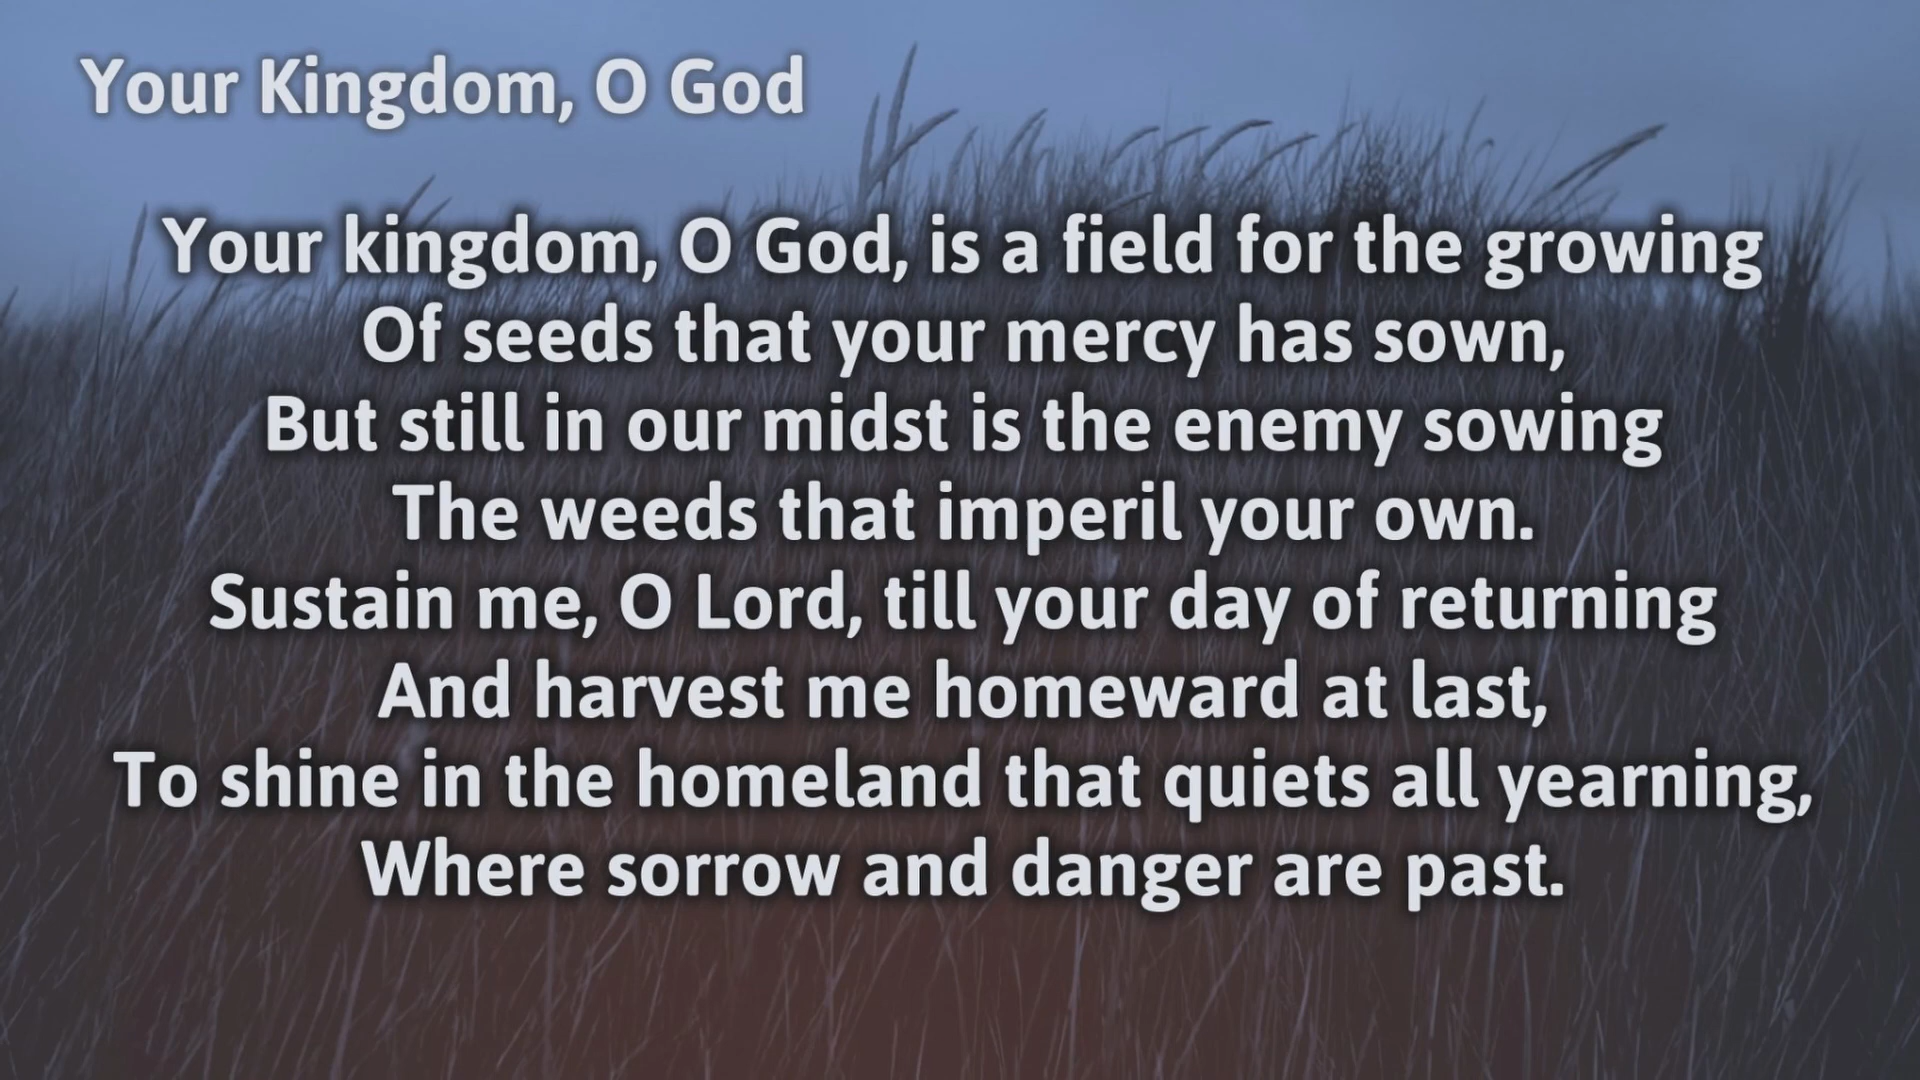 Your Kingdom, O God
Your kingdom, O God, is a field for the growing
Of seeds that your mercy has sown,
But still in our midst is the enemy sowing
The weeds that imperil your own.
Sustain me, O Lord, till your day of returning
And harvest me homeward at last,
To shine in the homeland that quiets all yearning,
Where sorrow and danger are past.